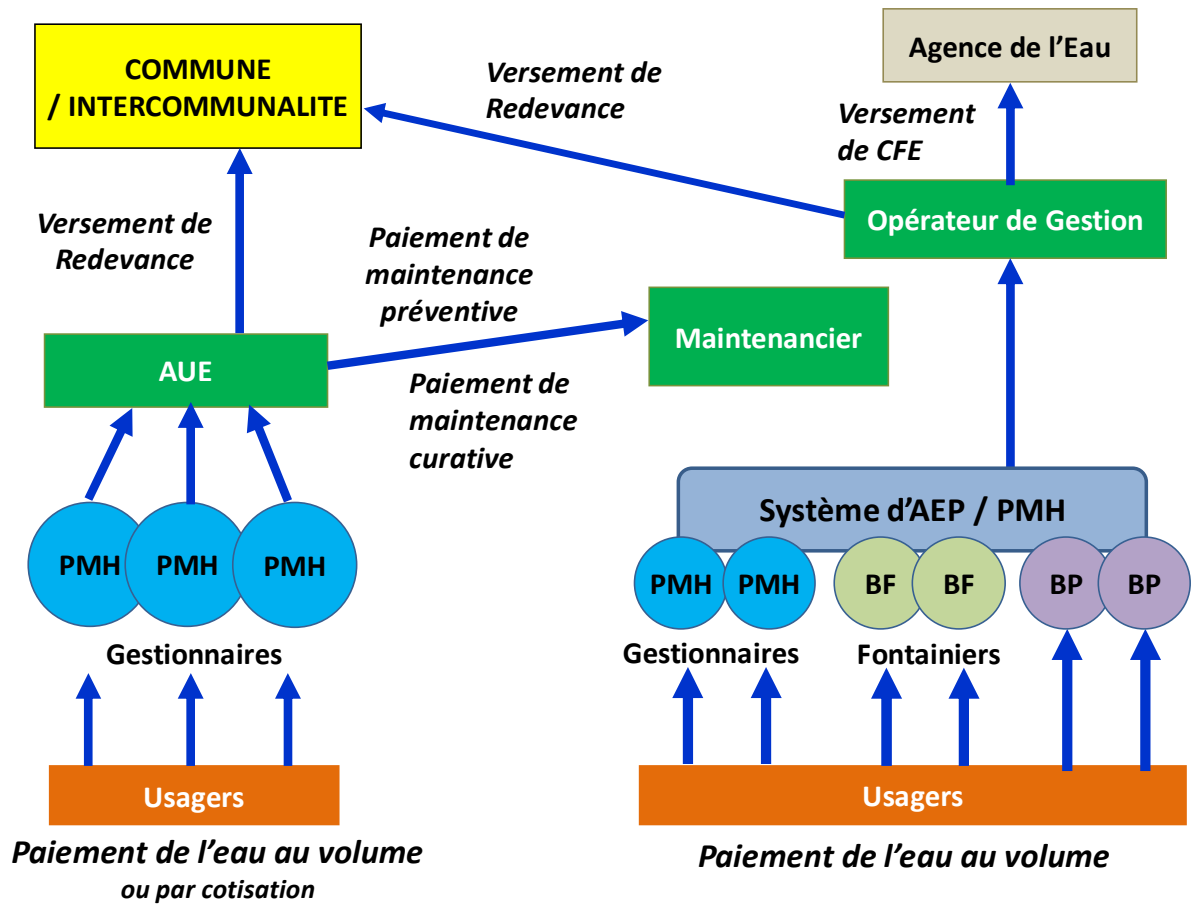 COMMUNE
/ INTERCOMMUNALITE
Versement de
Redevance
Agence de l’Eau
Versement
de CFE
Opérateur de Gestion
Versement de
Redevance
Paiement de
maintenance
préventive
Maintenancier
AUE
Paiement de
maintenance
curative
Système d’AEP / PMH
PMH PMH PMH
PMH PMH BF BF BP BP
Gestionnaires
Gestionnaires Fontainiers
Usagers
Usagers
Paiement de l’eau au volume
ou par cotisation
Paiement de l’eau au volume